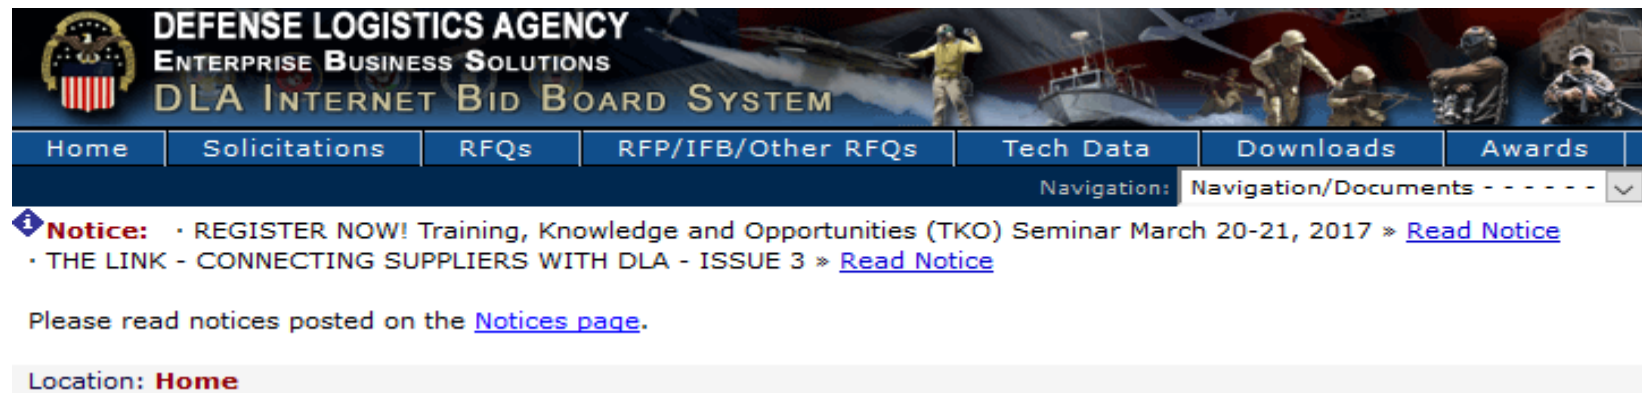 DEFENSE LOGISTICS AGENCY
ENTERPRISE BUSINESS SOLUTIONS
DLA INTERNET BID BOARD SYSTEM
Home Solicitations RFQs RFP/IFB/Other RFQs Tech Data Downloads Awards
Navigation: Navigation/Documents - - - - - -
Notice: · REGISTER NOW! Training, Knowledge and Opportunities (TKO) Seminar March 20-21, 2017 » Read Notice
· THE LINK - CONNECTING SUPPLIERS WITH DLA - ISSUE 3 » Read Notice
Please read notices posted on the Notices page.
Location: Home